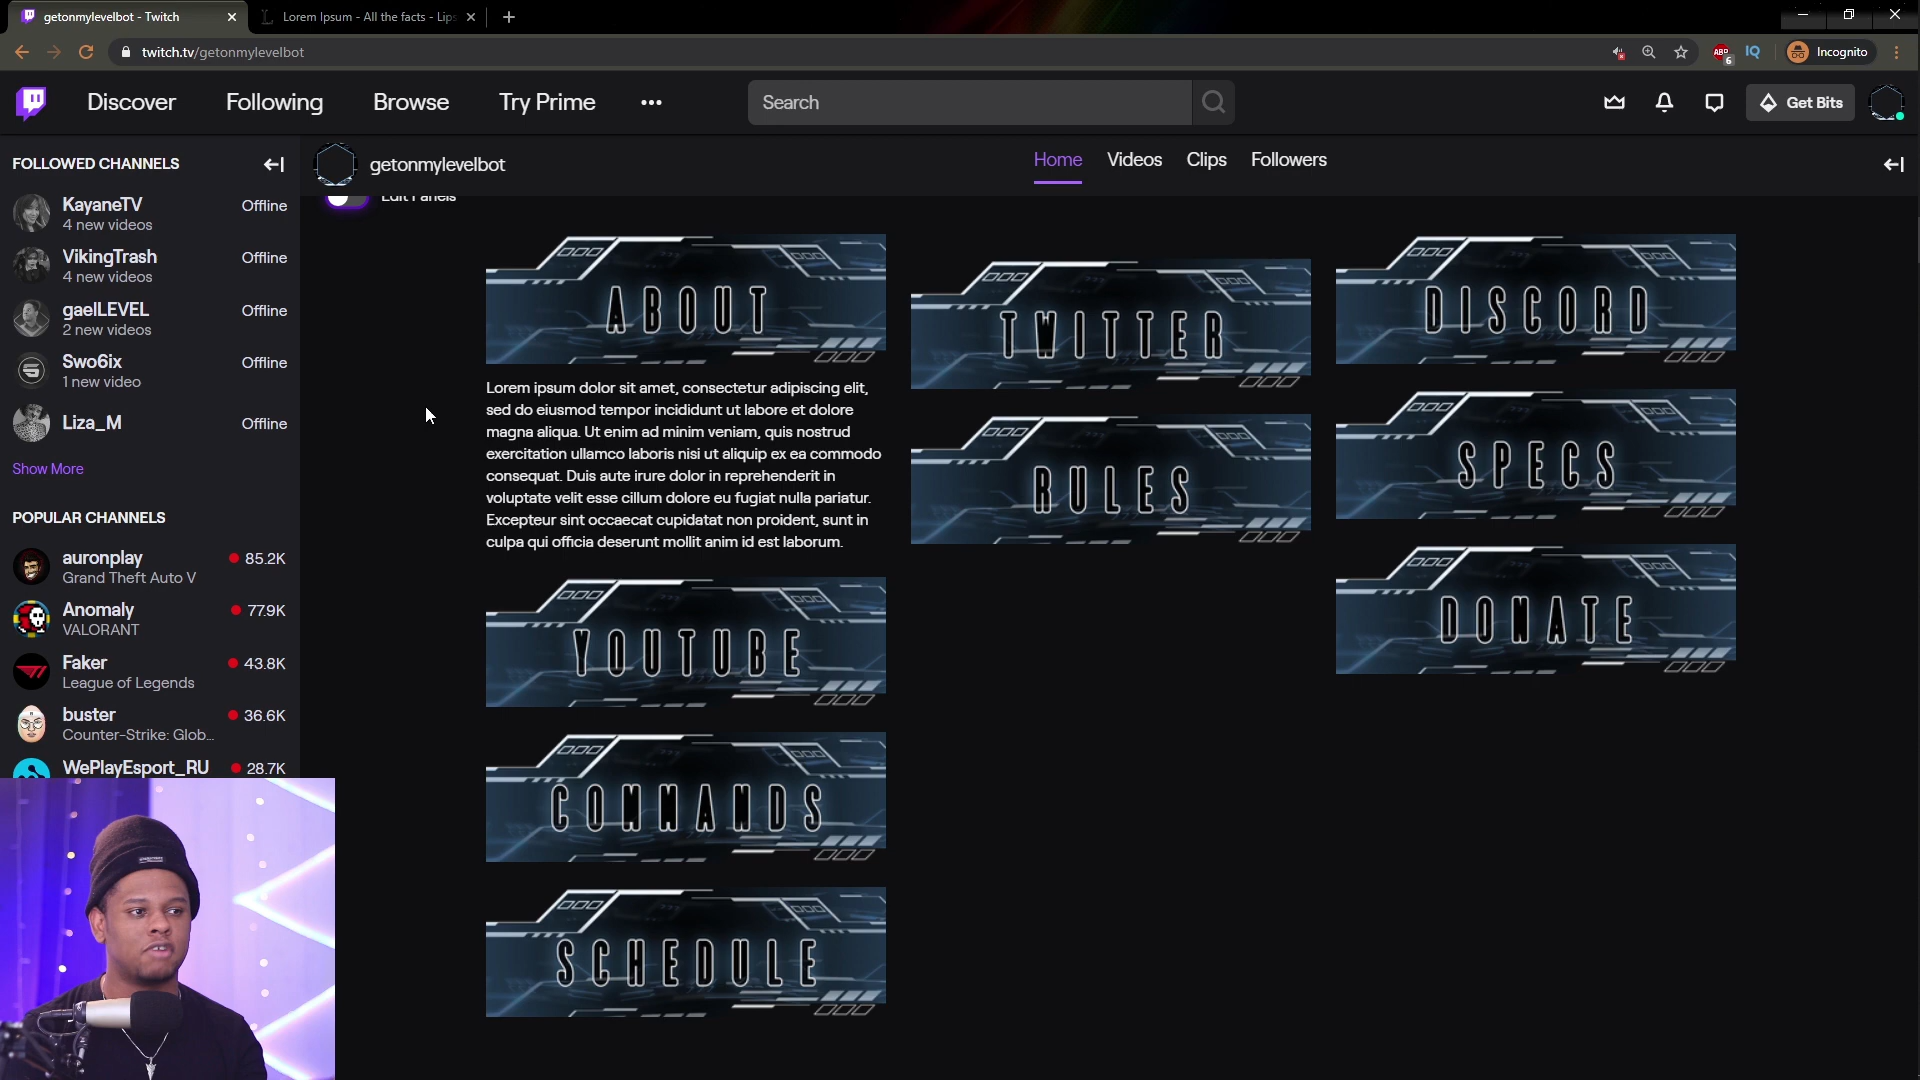 getonmylevelbot - Twitch
Lorem Ipsum - All the facts - Lips
twitch.tv/getonmylevelbot
ABP
6
IQ
Incognito
Discover
Following
Browse
Try Prime
Search
Get Bits
FOLLOWED CHANNELS
getonmylevelbot
Home
Videos
Clips
Followers
Edit Panels
KayaneTV
Offline
4 new videos
VikingTrash
Offline
4 new videos
gaelLEVEL
Offline
2 new videos
Swo6ix
Offline
1 new video
Liza_M
Offline
Show More
POPULAR CHANNELS
auronplay
85.2K
Grand Theft Auto V
Anomaly
77.9K
VALORANT
Faker
43.8K
League of Legends
buster
36.6K
Counter-Strike: Glob...
WePlayEsport_RU
28.7K
ABOUT
Lorem ipsum dolor sit amet, consectetur adipiscing elit,
sed do eiusmod tempor incididunt ut labore et dolore
magna aliqua. Ut enim ad minim veniam, quis nostrud
exercitation ullamco laboris nisi ut aliquip ex ea commodo
consequat. Duis aute irure dolor in reprehenderit in
voluptate velit esse cillum dolore eu fugiat nulla pariatur.
Excepteur sint occaecat cupidatat non proident, sunt in
culpa qui officia deserunt mollit anim id est laborum.
YOUTUBE
COMMANDS
SCHEDULE
TWITTER
RULES
DISCORD
SPECS
DONATE